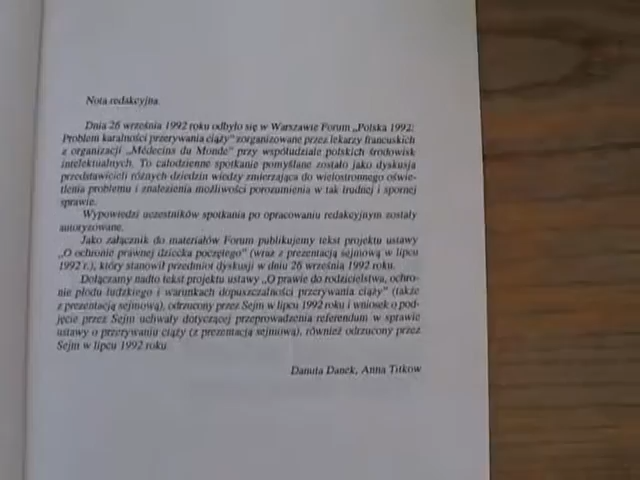 Nota redakcyjna
Dnia 26 września 1992 roku odbyło się w Warszawie Forum „Polska 1992:
Problem karalności przerywania ciąży” zorganizowane przez lekarzy francuskich
z organizacji „Médecins du Monde” przy współudziale polskich środowisk
intelektualnych. To całodzienne spotkanie pomyślane zostało jako dyskusja
przedstawicieli różnych dziedzin wiedzy zmierzająca do wielostronnego oświe-
tlenia problemu i znalezienia możliwości porozumienia w tak trudnej i spornej
sprawie.
Wypowiedzi uczestników spotkania po opracowaniu redakcyjnym zostały
autoryzowane.
Jako załącznik do materiałów Forum publikujemy tekst projektu ustawy
„O ochronie prawnej dziecka poczętego” (wraz z prezentacją sejmową w lipcu
1992 r.), który stanowił przedmiot dyskusji w dniu 26 września 1992 roku.
Dołączamy nadto tekst projektu ustawy „O prawie do rodzicielstwa, ochro-
nie płodu ludzkiego i warunkach dopuszczalności przerywania ciąży” (także
z prezentacją sejmową), odrzucony przez Sejm w lipcu 1992 roku i wniosek o pod-
jęcie przez Sejm uchwały dotyczącej przeprowadzenia referendum w sprawie
ustawy o przerywaniu ciąży (z prezentacją sejmową), również odrzucony przez
Sejm w lipcu 1992 roku
Danuta Danek, Anna Titkow